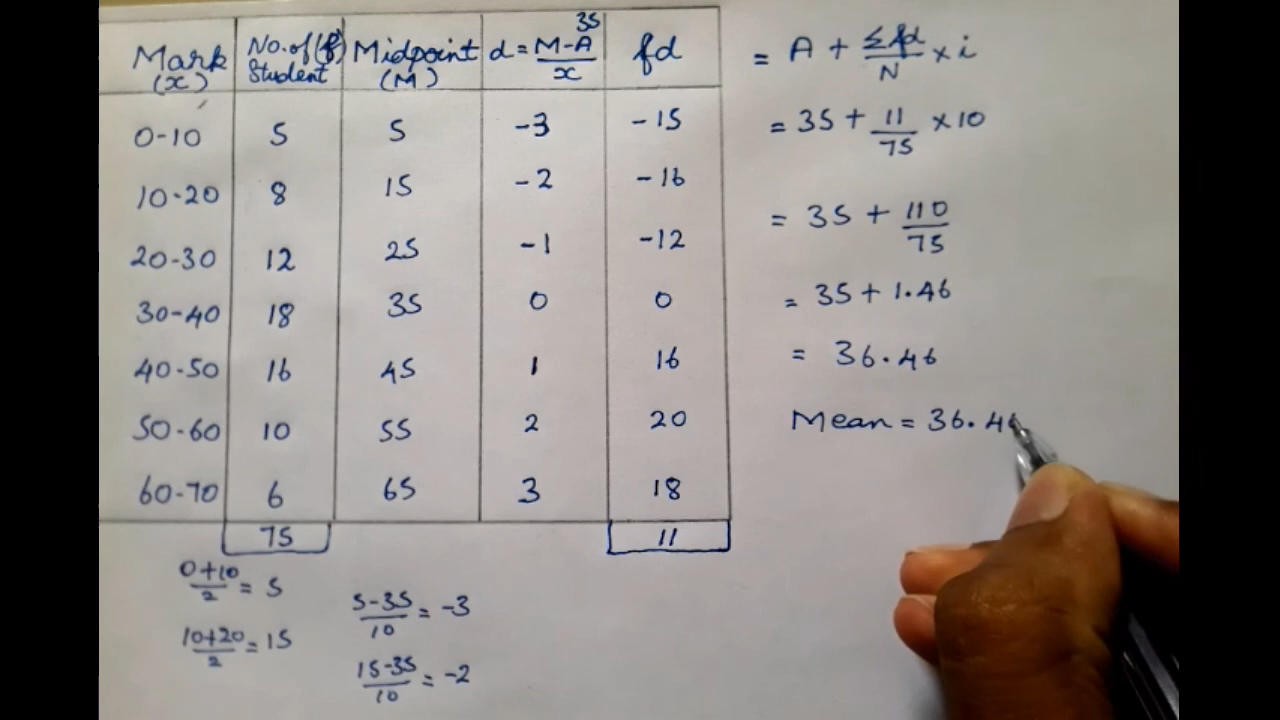 Mark (x) No. of (f) Student Midpoint (M) d = M-A 35 / x fd
0-10 5 5 -3 -15
10-20 8 15 -2 -16
20-30 12 25 -1 -12
30-40 18 35 0 0
40-50 16 45 1 16
50-60 10 55 2 20
60-70 6 65 3 18
75 11
0+10/2 = 5
10+20/2 = 15
5-35/10 = -3
15-35/10 = -2
= A + Σfd/N × i
= 35 + 11/75 × 10
= 35 + 110/75
= 35 + 1.46
= 36.46
Mean = 36.46